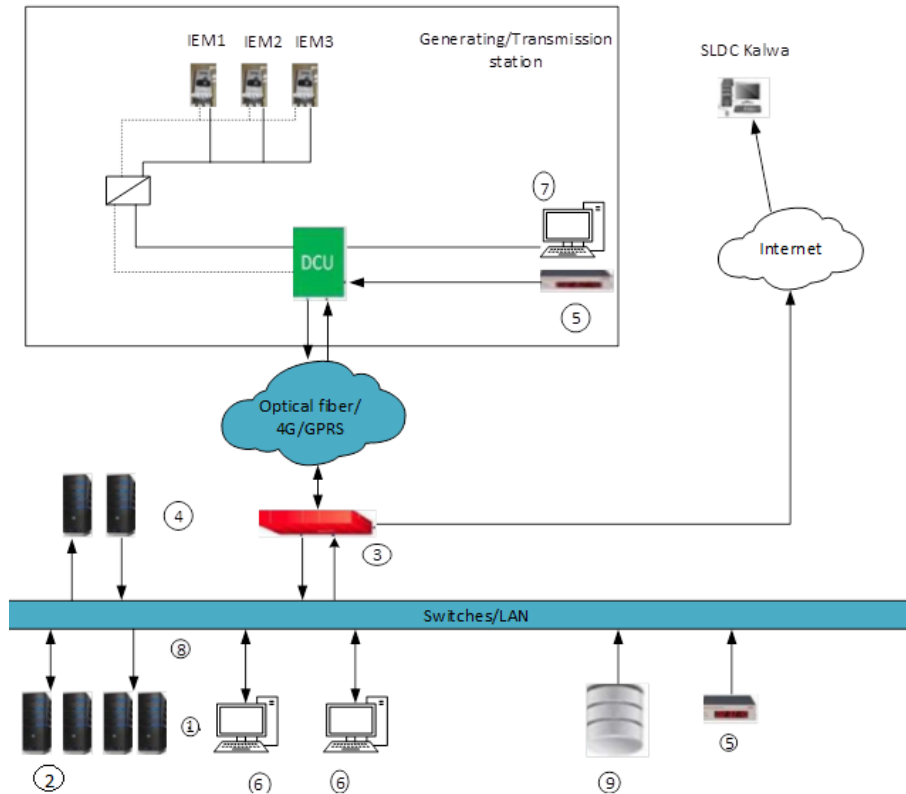 IEM1 IEM2 IEM3
Generating/Transmission
station
SLDC Kalwa
7
Internet
DCU
5
Optical fiber/
4G/GPRS
4
3
Switches/LAN
8
1
2
6
6
9
5